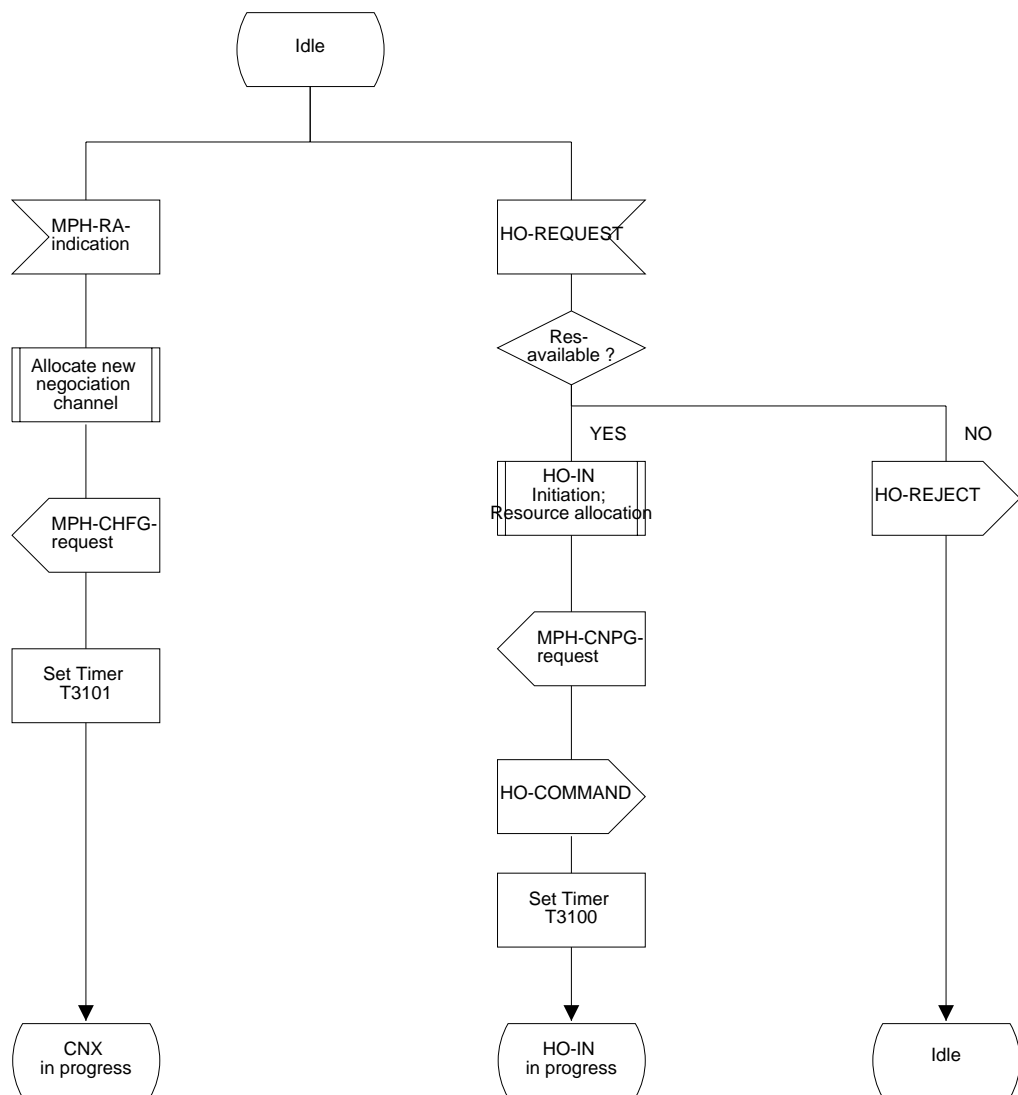 Idle
MPH-RA-
indication
HO-REQUEST
Res-
available ?
Allocate new
negociation
channel
YES
NO
HO-IN
Initiation;
Resource allocation
HO-REJECT
MPH-CHFG-
request
MPH-CNPG-
request
Set Timer
T3101
HO-COMMAND
Set Timer
T3100
CNX
in progress
HO-IN
in progress
Idle